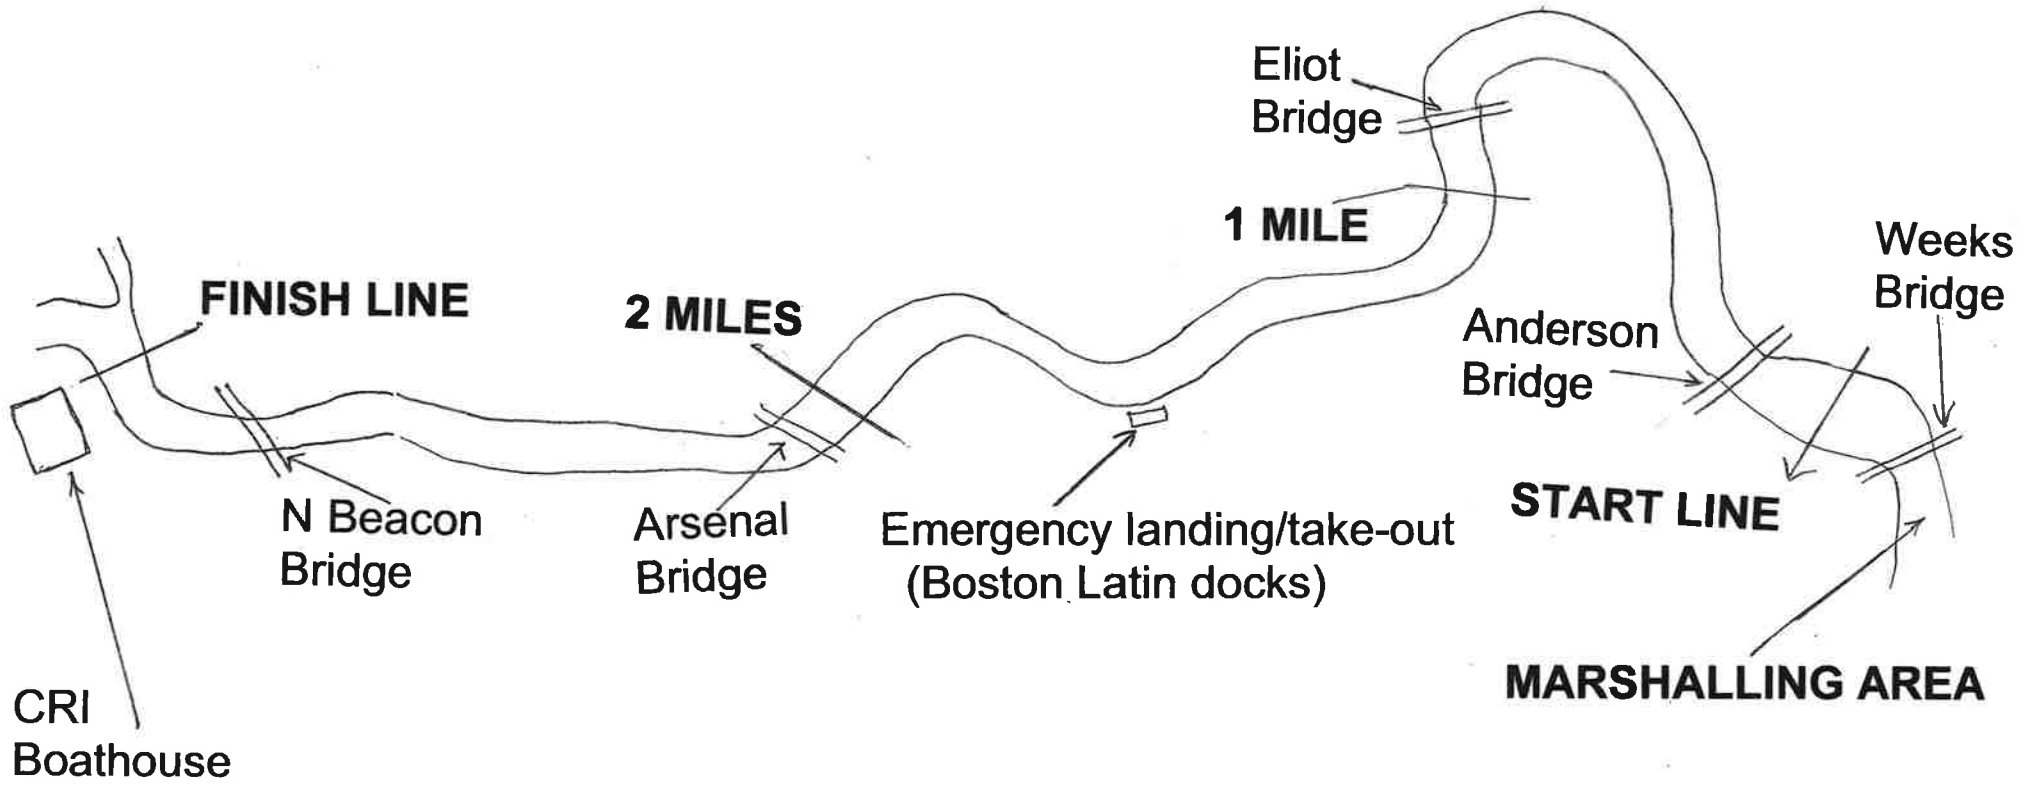 Eliot
Bridge
1 MILE
Weeks
Bridge
FINISH LINE
2 MILES
Anderson
Bridge
START LINE
N Beacon
Bridge
Arsenal
Bridge
Emergency landing/take-out
(Boston Latin docks)
MARSHALLING AREA
CRI
Boathouse